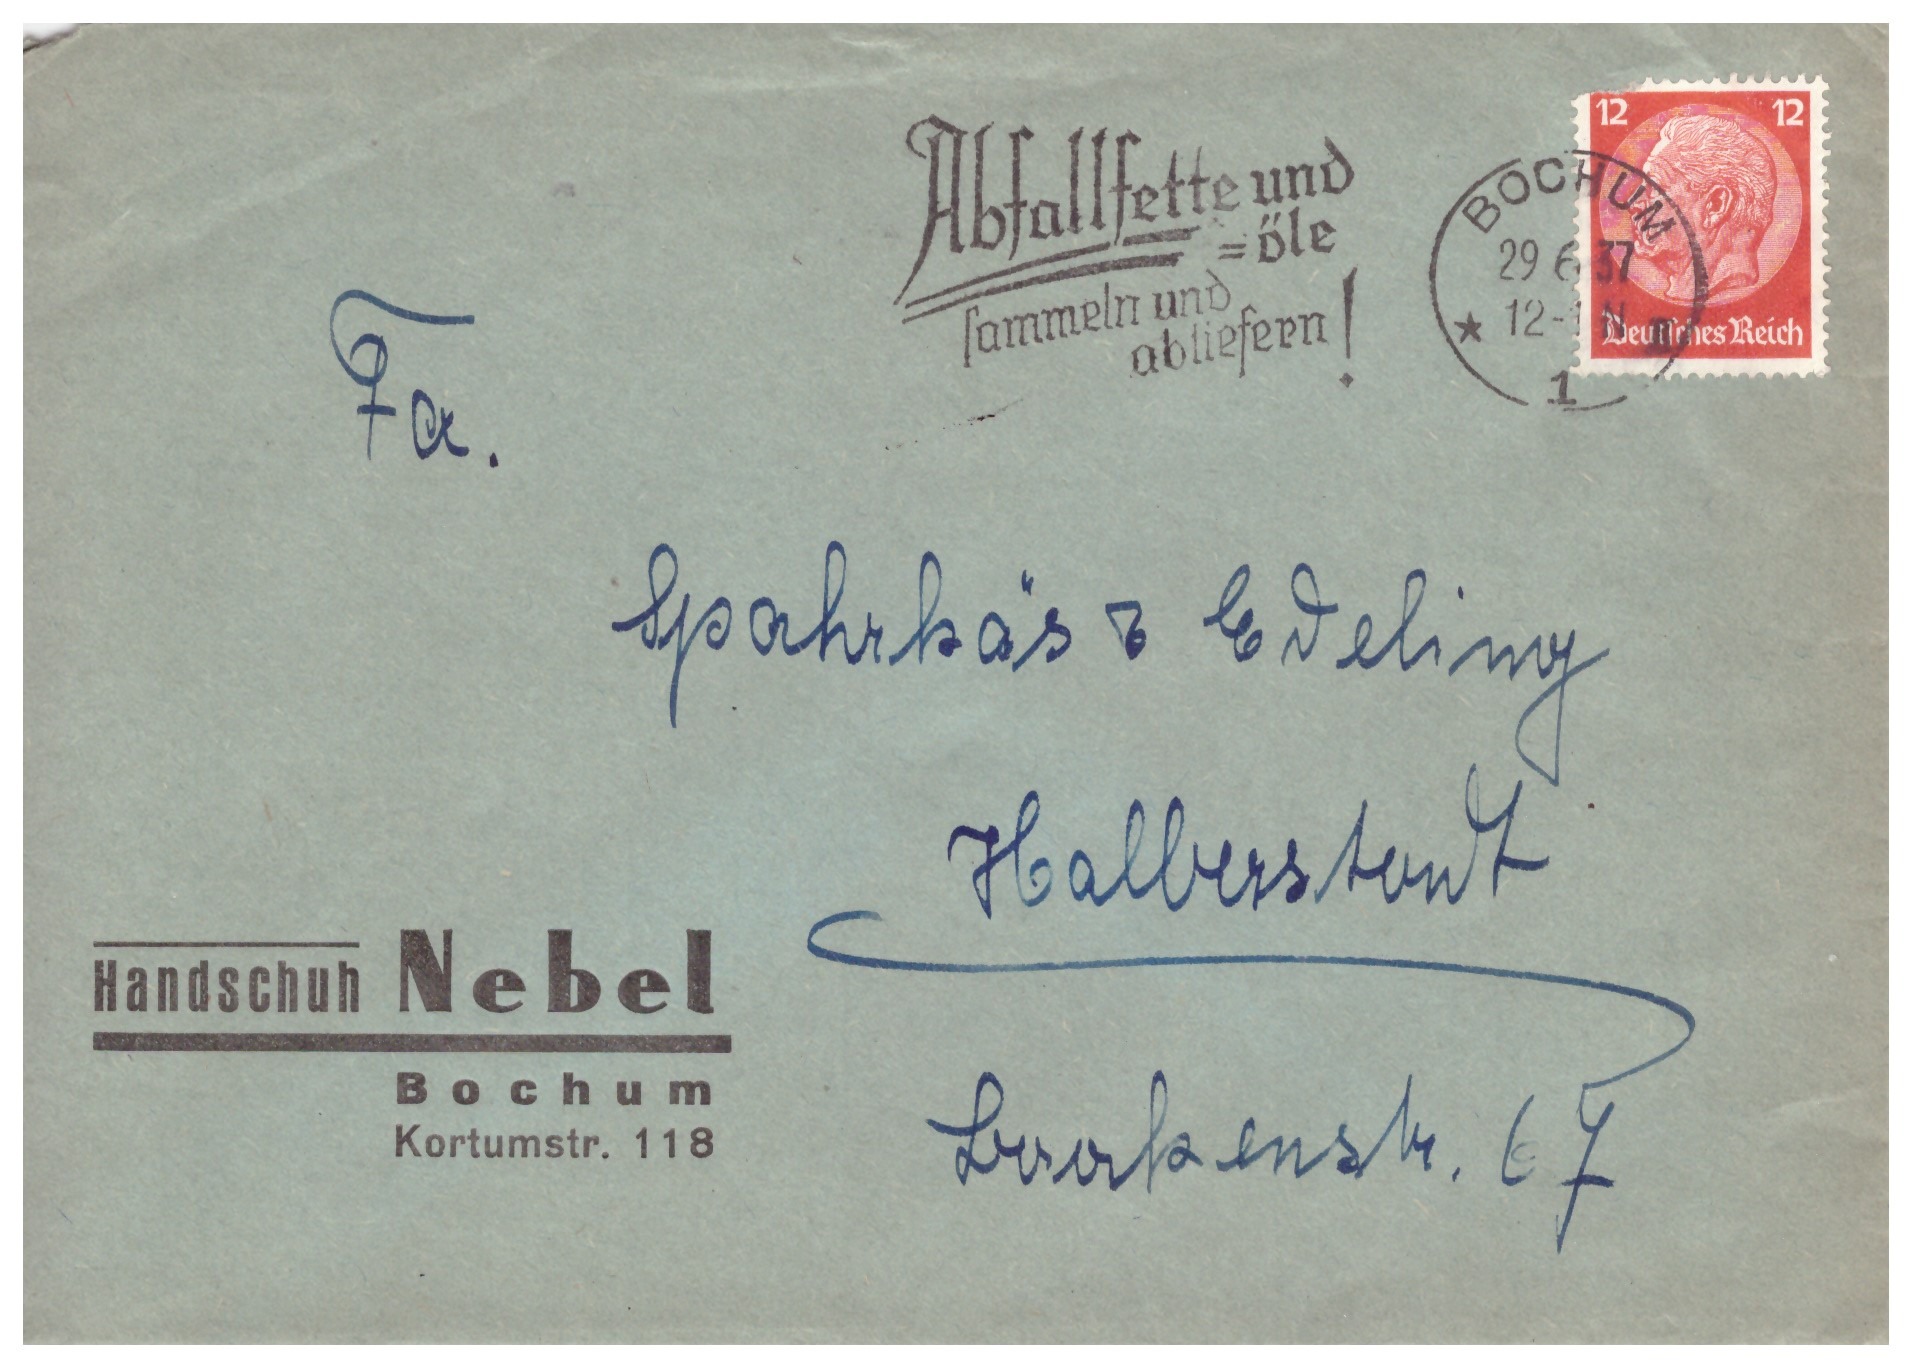 Abfallfette und
=öle
sammeln und
abliefern!
BOCHUM
29.6.37
12-1 N
* 1
12 12
Deutsches Reich
Fa.
Spahrkäs & Edeling
Halberstadt
67
Handschuh Nebel
Bochum
Kortumstr. 118